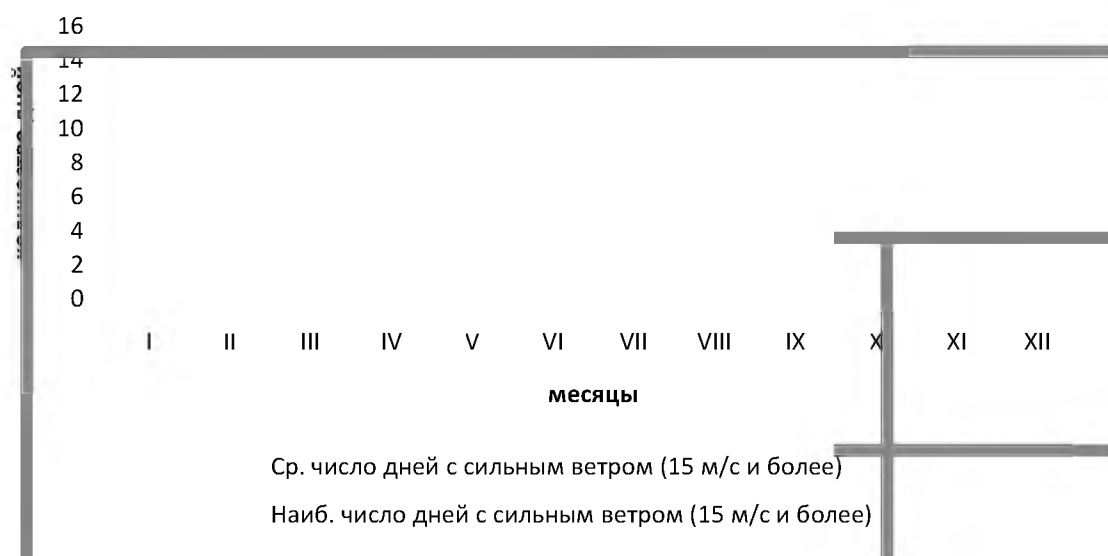 16
14
12
10
8
6
4
2
0
I II III IV V VI VII VIII IX X XI XII
месяцы
Ср. число дней с сильным ветром (15 м/с и более)
Наиб. число дней с сильным ветром (15 м/с и более)